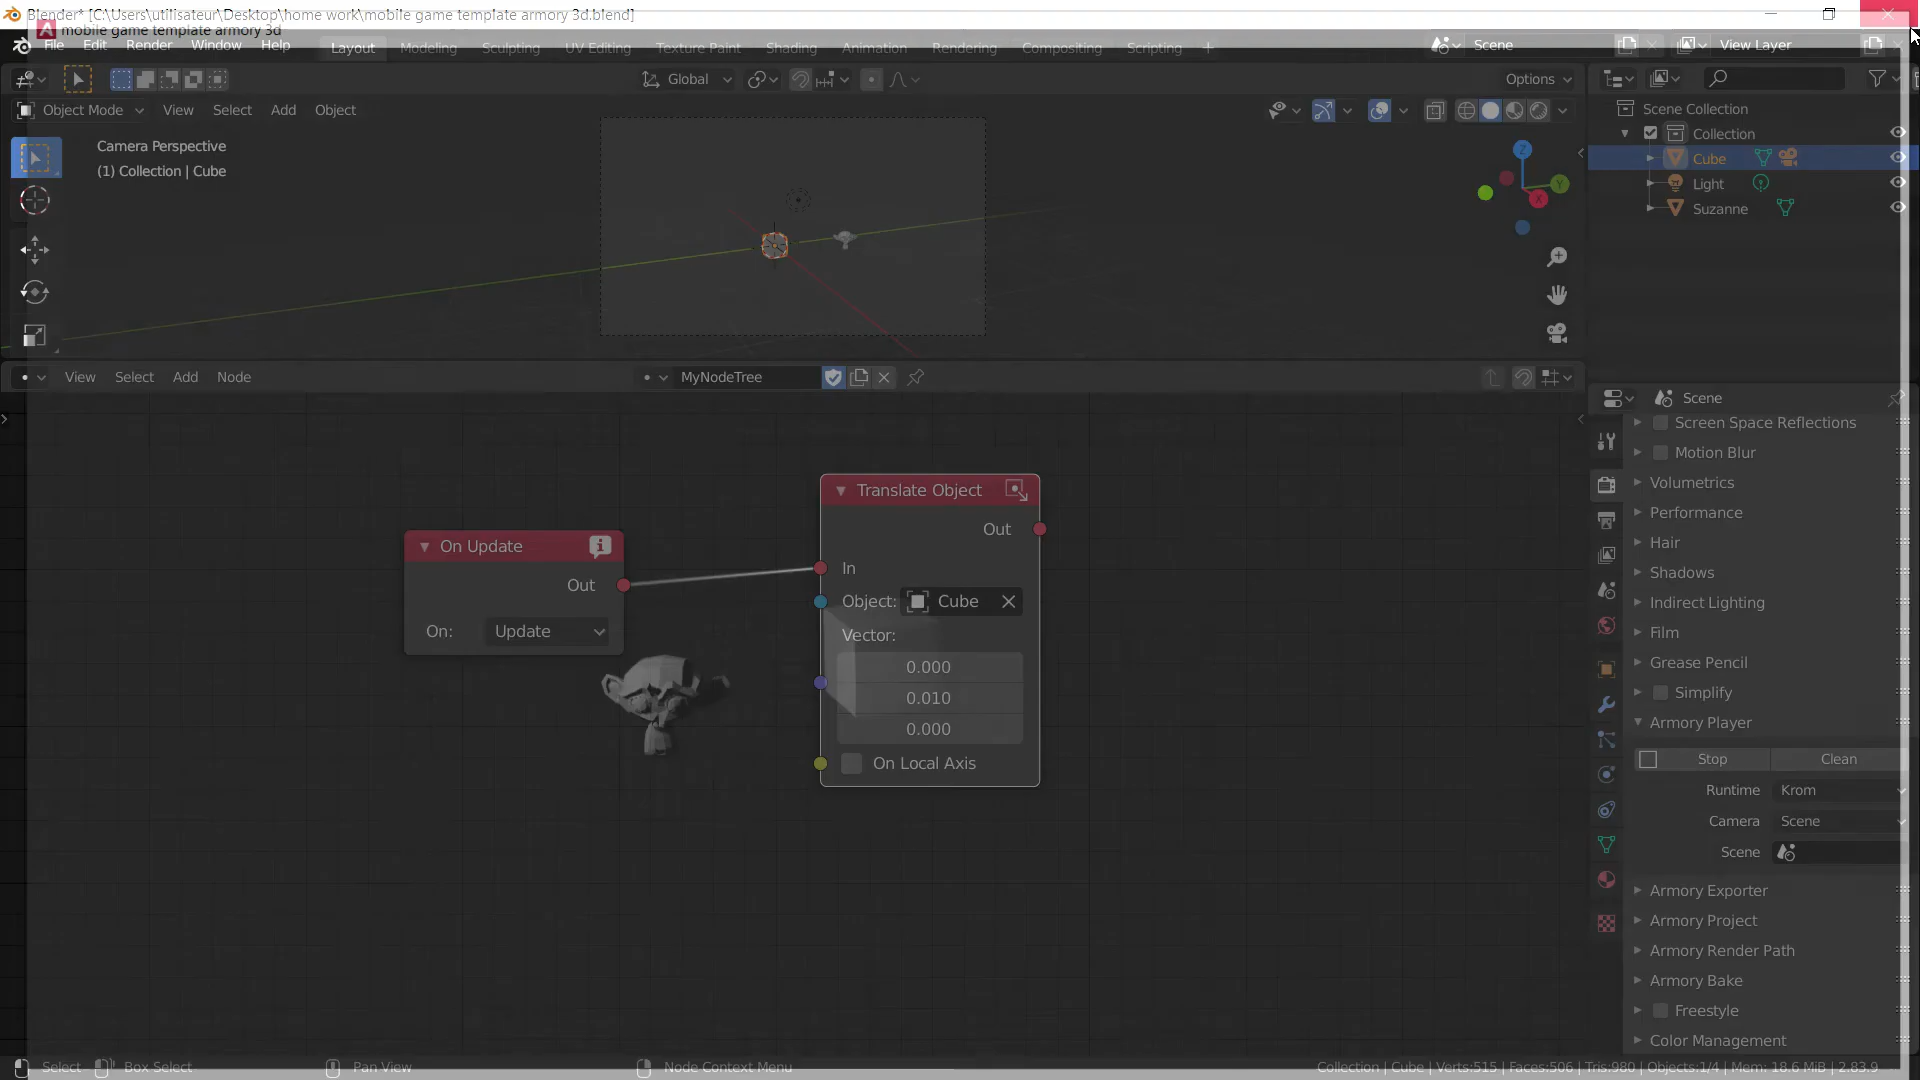 Blender* [C:\Users\utilisateur\Desktop\home work\mobile game template armory 3d.blend]
mobile game template armory 3d
File Edit Render Window Help Layout Modeling Sculpting UV Editing Texture Paint Shading Animation Rendering Compositing Scripting + Scene View Layer
Global Options
Object Mode View Select Add Object
Camera Perspective
(1) Collection | Cube
Z
Y
X
Scene Collection
Collection
Cube
Light
Suzanne
View Select Add Node MyNodeTree
Scene
Screen Space Reflections
Motion Blur
Volumetrics
Performance
Hair
Shadows
Indirect Lighting
Film
Grease Pencil
Simplify
Armory Player
Stop Clean
Runtime Krom
Camera Scene
Scene
Armory Exporter
Armory Project
Armory Render Path
Armory Bake
Freestyle
Color Management
On Update
Out
On: Update
Translate Object
Out
In
Object: Cube
Vector:
0.000
0.010
0.000
On Local Axis
Select Box Select Pan View Node Context Menu Collection | Cube | Verts:515 | Faces:506 | Tris:980 | Objects:1/4 | Mem: 18.6 MiB | 2.83.9